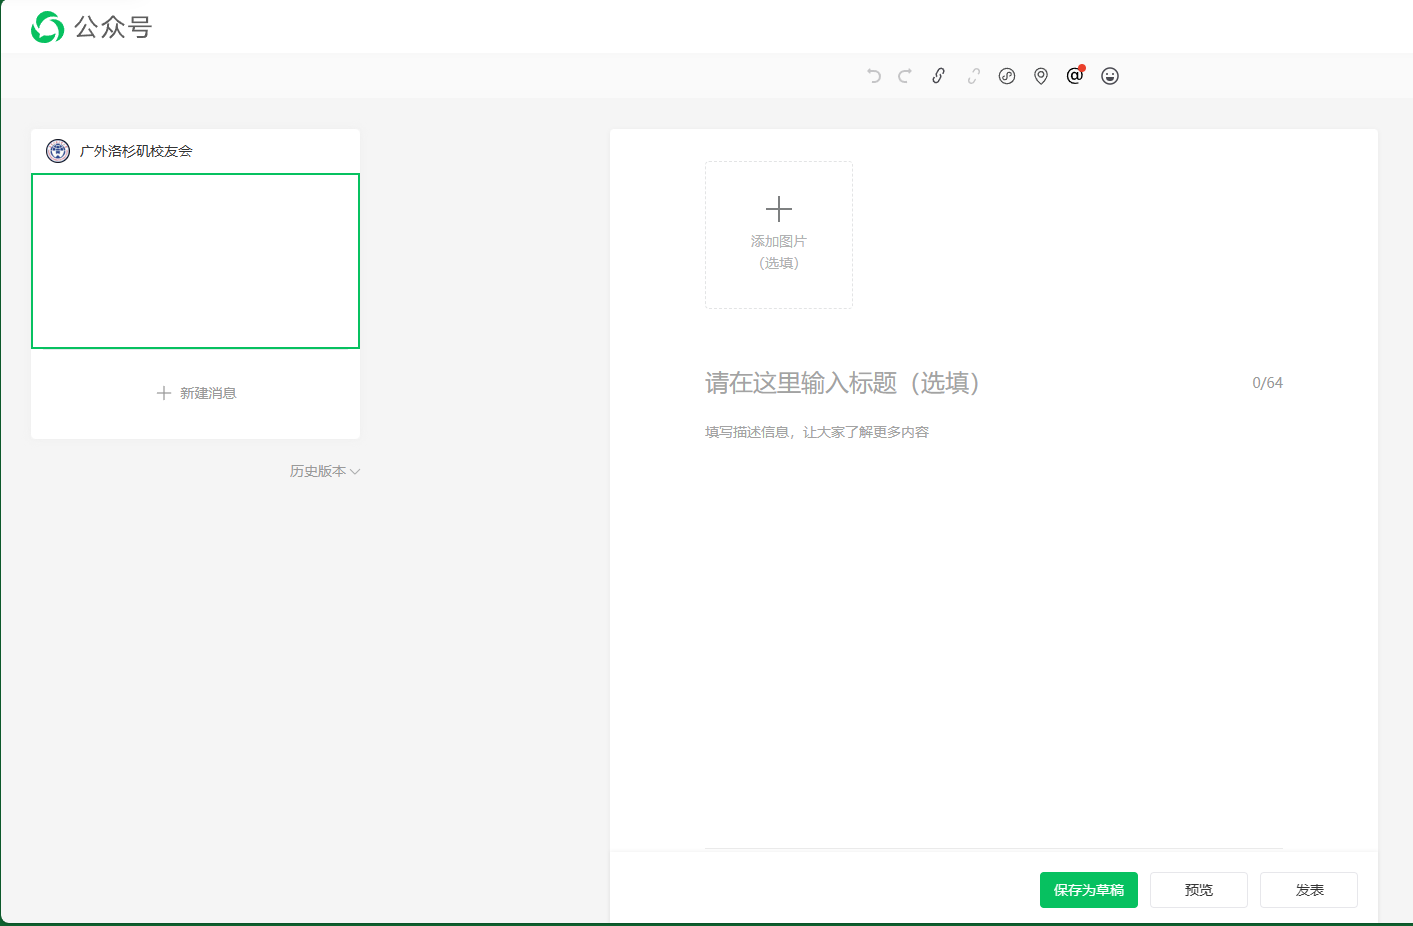 公众号
@
广外洛杉矶校友会
添加图片
（选填）
请在这里输入标题（选填）
0/64
填写描述信息，让大家了解更多内容
新建消息
历史版本
保存为草稿
预览
发表